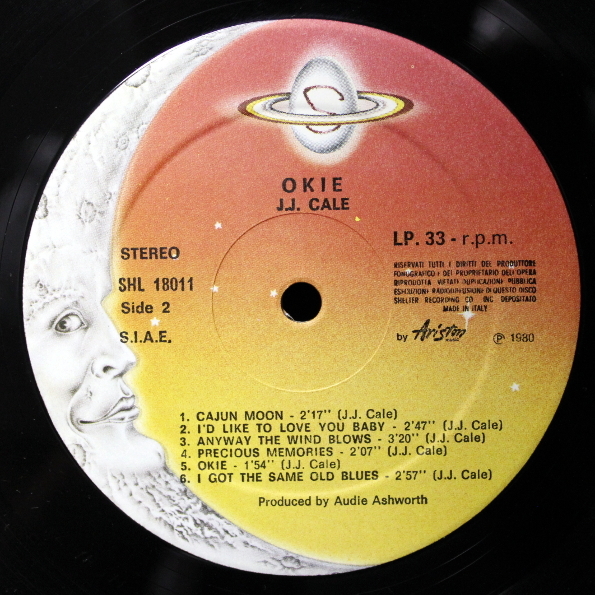 S
OKIE
J.J. CALE
STEREO
LP. 33 - r.p.m.
SHL 18011
Side 2
S.I.A.E.
RISERVATI TUTTI I DIRITTI DEL PRODUTTORE
FONOGRAFICO E DEL PROPRIETARIO DELL'OPERA
RIPRODOTTA VIETATI DUPLICAZIONE PUBBLICA
ESECUZIONE RADIODIFFUSIONE DI QUESTO DISCO
SHELTER RECORDING CO INC DEPOSITATO
MADE IN ITALY
by Ariston
℗ 1980
1. CAJUN MOON - 2'17'' (J.J. Cale)
2. I'D LIKE TO LOVE YOU BABY - 2'47'' (J.J. Cale)
3. ANYWAY THE WIND BLOWS - 3'20'' (J.J. Cale)
4. PRECIOUS MEMORIES - 2'07'' (J.J. Cale)
5. OKIE - 1'54'' (J.J. Cale)
6. I GOT THE SAME OLD BLUES - 2'57'' (J.J. Cale)
Produced by Audie Ashworth